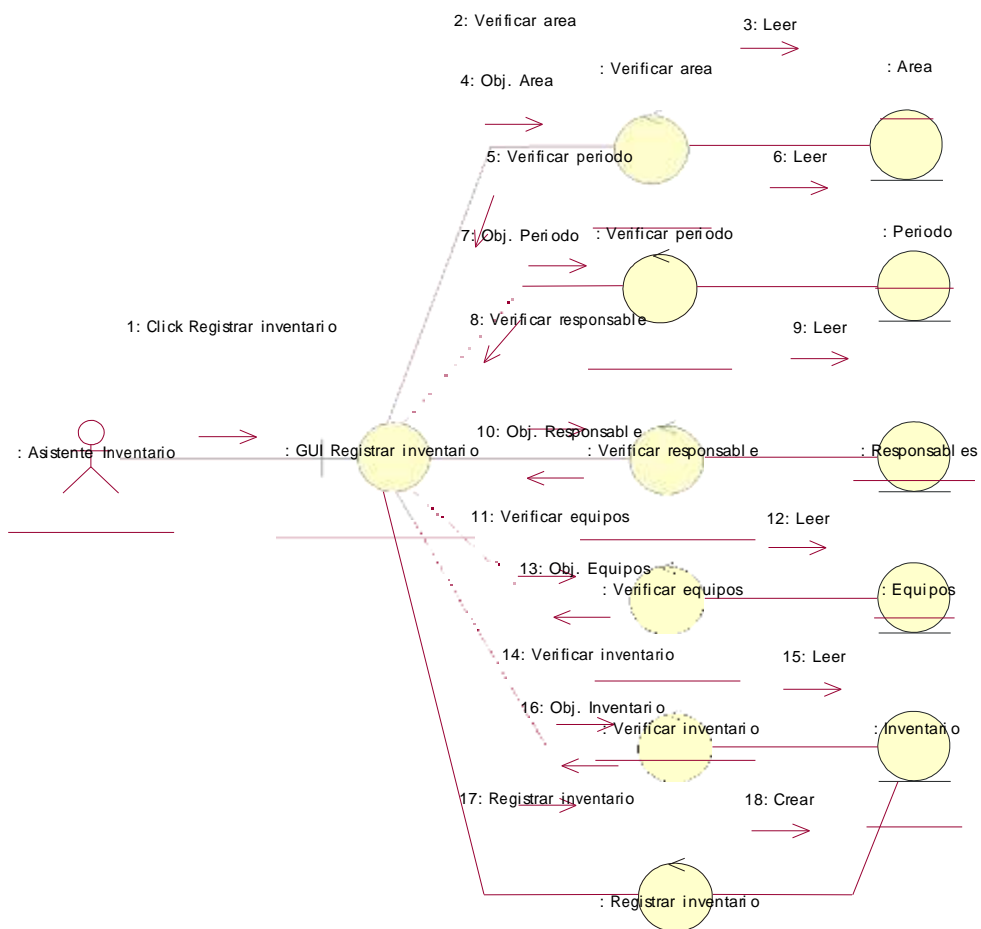 2: Verificar area
3: Leer
: Verificar area
: Area
4: Obj. Area
5: Verificar periodo
6: Leer
7: Obj. Periodo
: Verificar periodo
: Periodo
1: Click Registrar inventario
8: Verificar responsable
9: Leer
10: Obj. Responsable
: Asistente Inventario
: GUI Registrar inventario
: Verificar responsable
: Responsables
11: Verificar equipos
12: Leer
13: Obj. Equipos
: Verificar equipos
: Equipos
14: Verificar inventario
15: Leer
16: Obj. Inventario
: Verificar inventario
: Inventario
17: Registrar inventario
18: Crear
: Registrar inventario